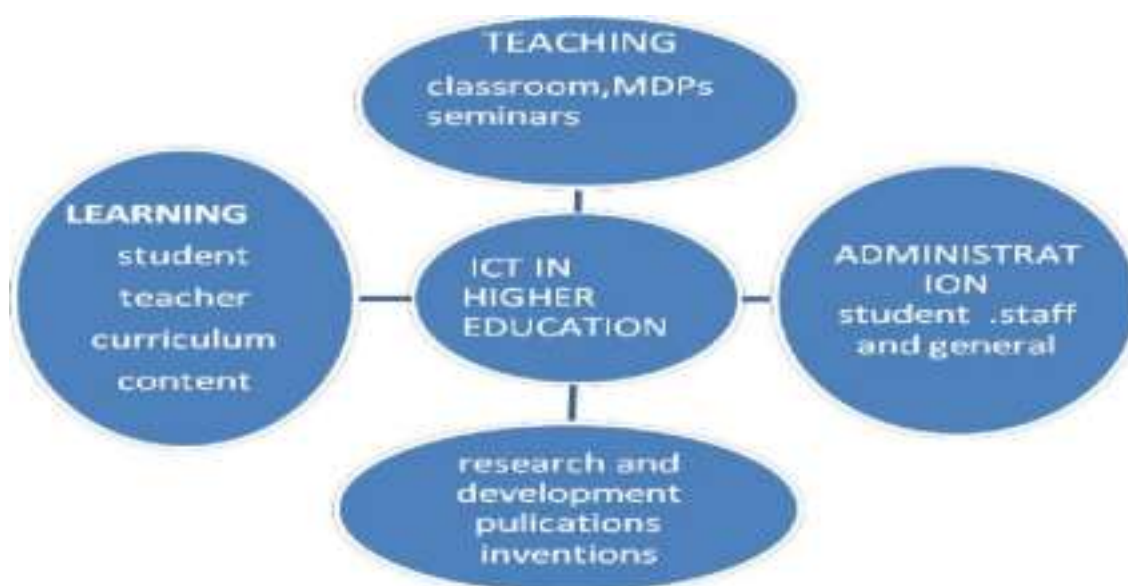 TEACHING
classroom,MDPs
seminars
LEARNING
student
teacher
curriculum
content
ICT IN
HIGHER
EDUCATION
ADMINISTRAT
ION
student .staff
and general
research and
development
pulications
inventions